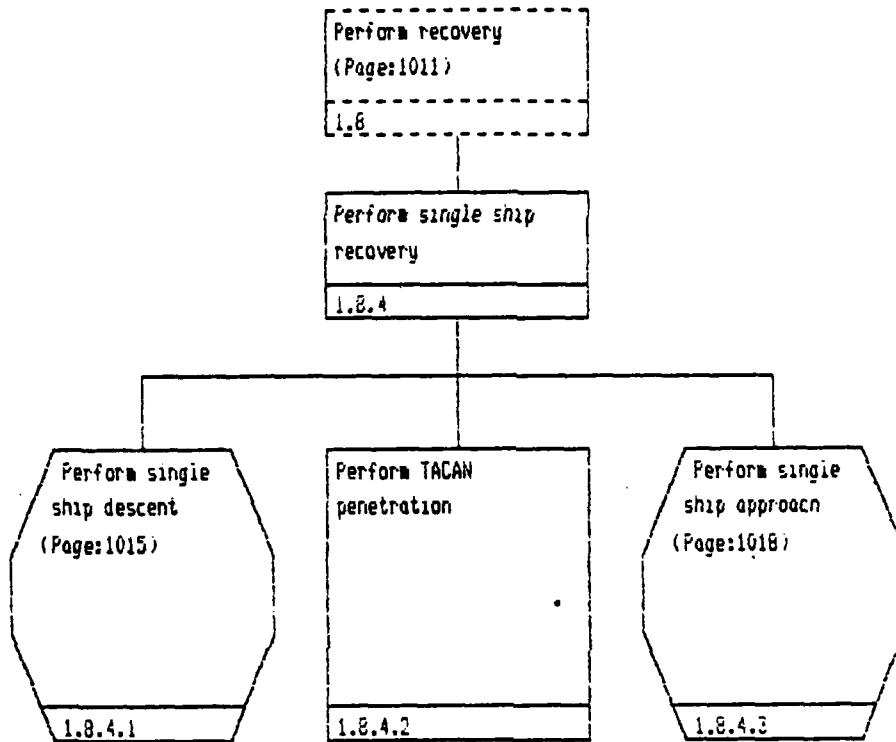 Perform recovery
(Page:1011)
1.8
Perform single ship
recovery
1.8.4
Perform single
ship descent
(Page:1015)
1.8.4.1
Perform TACAN
penetration
1.8.4.2
Perform single
ship approach
(Page:1018)
1.8.4.3